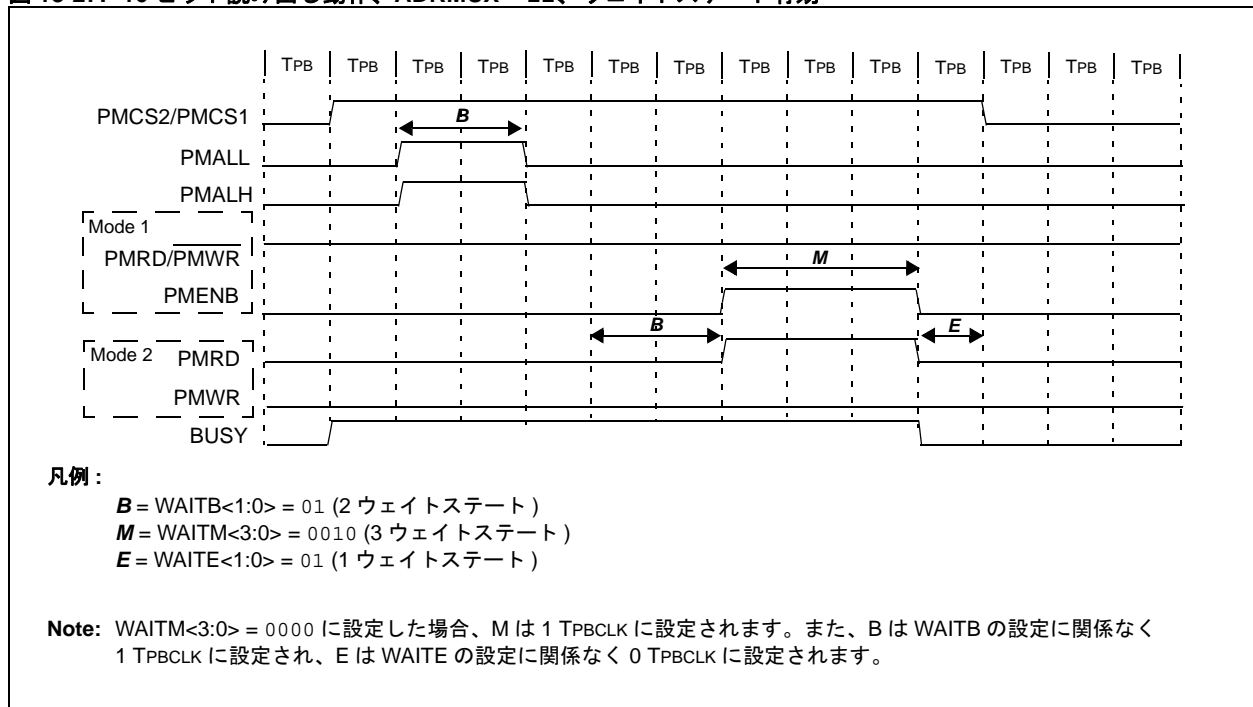 TPB TPB TPB TPB TPB TPB TPB TPB TPB TPB TPB TPB TPB TPB
PMCS2/PMCS1
B
PMALL
PMALH
Mode 1
PMRD/PMWR
M
PMENB
B
E
Mode 2
PMRD
PMWR
BUSY
凡例 :
B = WAITB<1:0> = 01 (2 ウェイトステート )
M = WAITM<3:0> = 0010 (3 ウェイトステート )
E = WAITE<1:0> = 01 (1 ウェイトステート )
Note: WAITM<3:0> = 0000 に設定した場合、M は 1 TPBCLK に設定されます。また、B は WAITB の設定に関係なく
1 TPBCLK に設定され、E は WAITE の設定に関係なく 0 TPBCLK に設定されます。